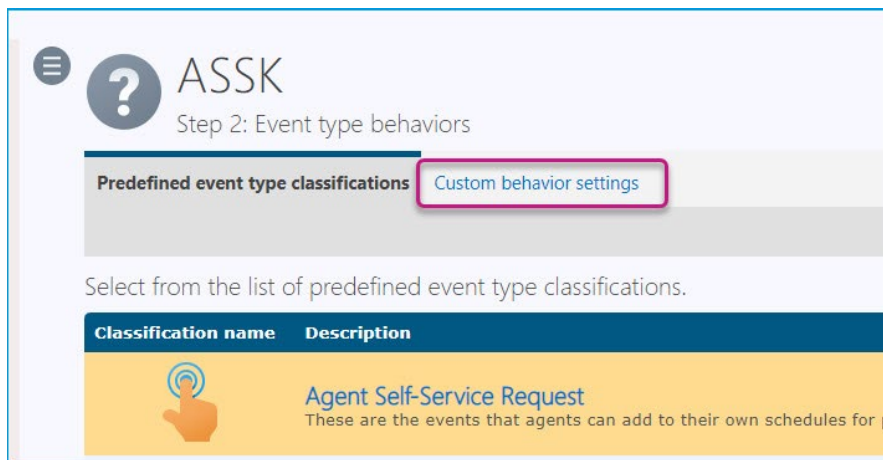 ASSK
Step 2: Event type behaviors
Predefined event type classifications Custom behavior settings
Select from the list of predefined event type classifications.
Classification name Description
Agent Self-Service Request
These are the events that agents can add to their own schedules for